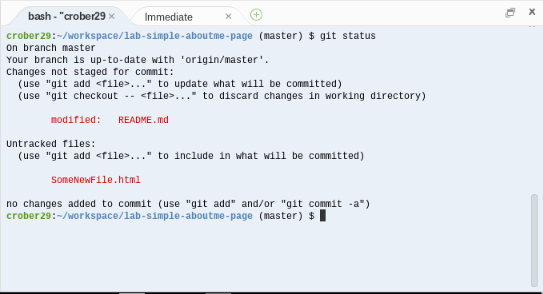 bash - "crober29 ×
Immediate ×
crober29:~/workspace/lab-simple-aboutme-page (master) $ git status
On branch master
Your branch is up-to-date with 'origin/master'.
Changes not staged for commit:
  (use "git add <file>..." to update what will be committed)
  (use "git checkout -- <file>..." to discard changes in working directory)
        modified:   README.md
Untracked files:
  (use "git add <file>..." to include in what will be committed)
        SomeNewFile.html
no changes added to commit (use "git add" and/or "git commit -a")
crober29:~/workspace/lab-simple-aboutme-page (master) $